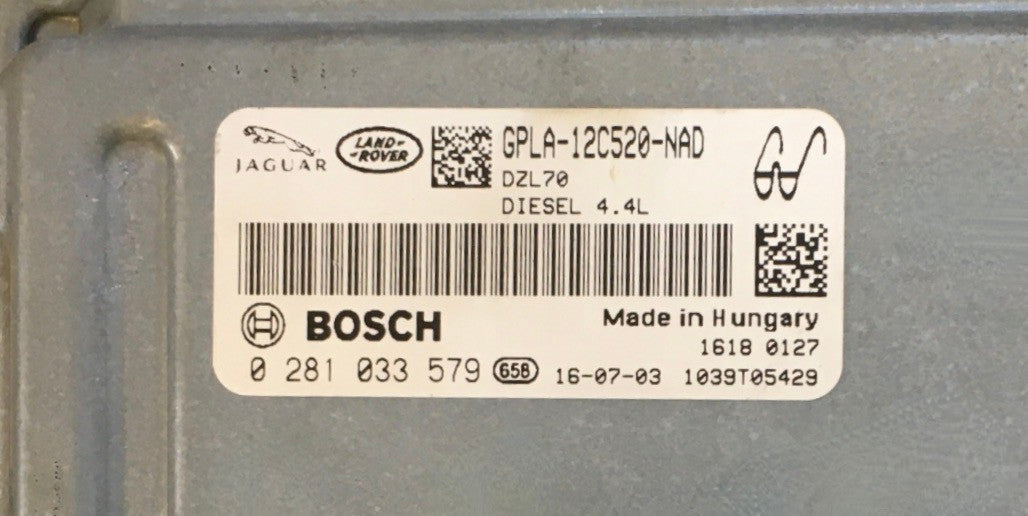 JAGUAR
LAND-
-ROVER
GPLA-12C520-NAD
DZL70
DIESEL 4.4L
BOSCH
Made in Hungary
1618 0127
0 281 033 579 658 16-07-03 1039T05429